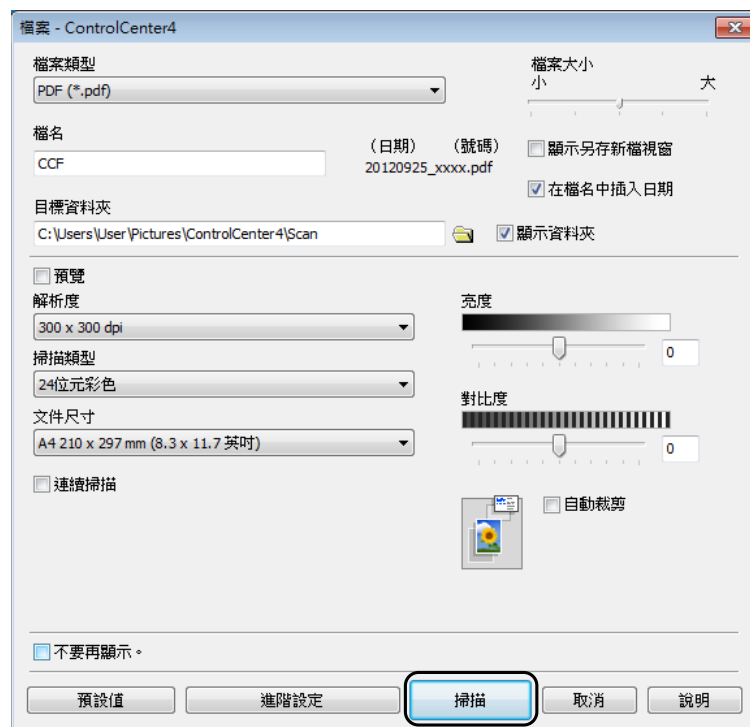 檔案 - ControlCenter4
檔案類型
PDF (*.pdf)
檔案大小
小 大
檔名
CCF
(日期) (號碼)
20120925_xxxx.pdf
顯示另存新檔視窗
在檔名中插入日期
目標資料夾
C:\Users\User\Pictures\ControlCenter4\Scan
顯示資料夾
預覽
解析度
300 x 300 dpi
掃描類型
24位元彩色
文件尺寸
A4 210 x 297 mm (8.3 x 11.7 英吋)
連續掃描
亮度
0
對比度
0
自動裁剪
不要再顯示。
預設值 進階設定 掃描 取消 說明